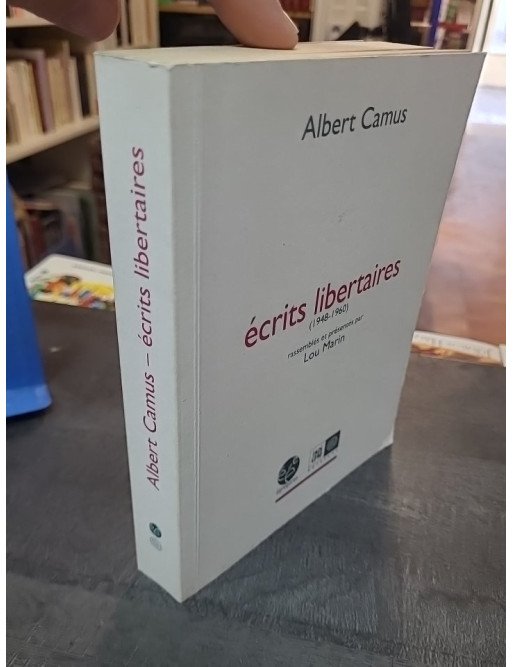 Albert Camus
écrits libertaires
(1948-1960)
rassemblés et présentés par
Lou Marin
Albert Camus – écrits libertaires